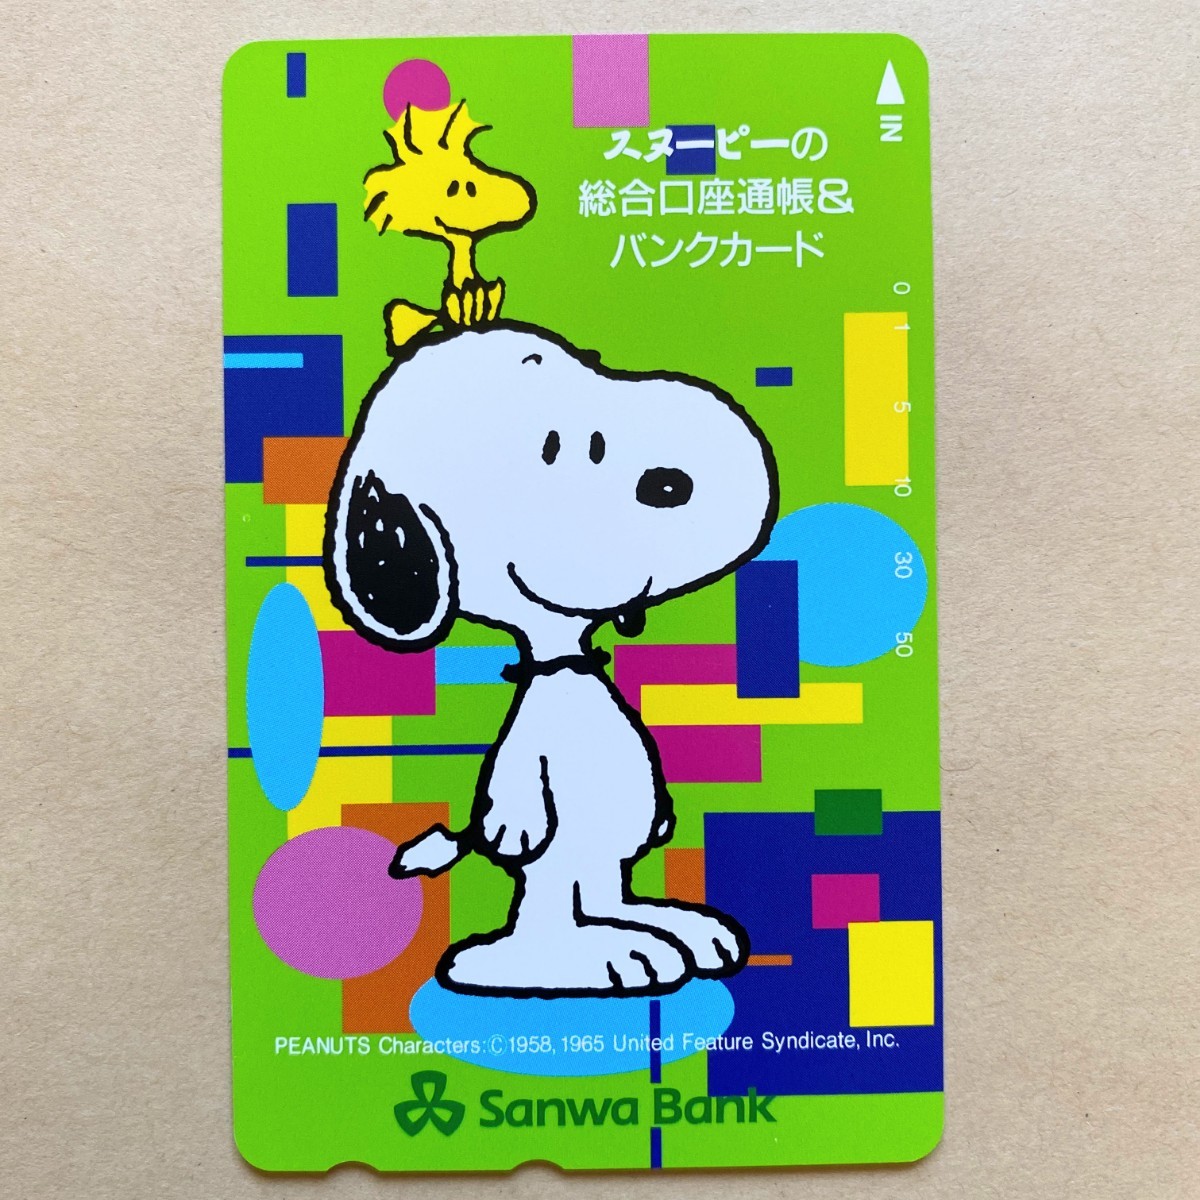 IN
スヌーピーの
総合口座通帳&
バンクカード
0
1
5
10
30
50
PEANUTS Characters:©1958,1965 United Feature Syndicate, Inc.
Sanwa Bank